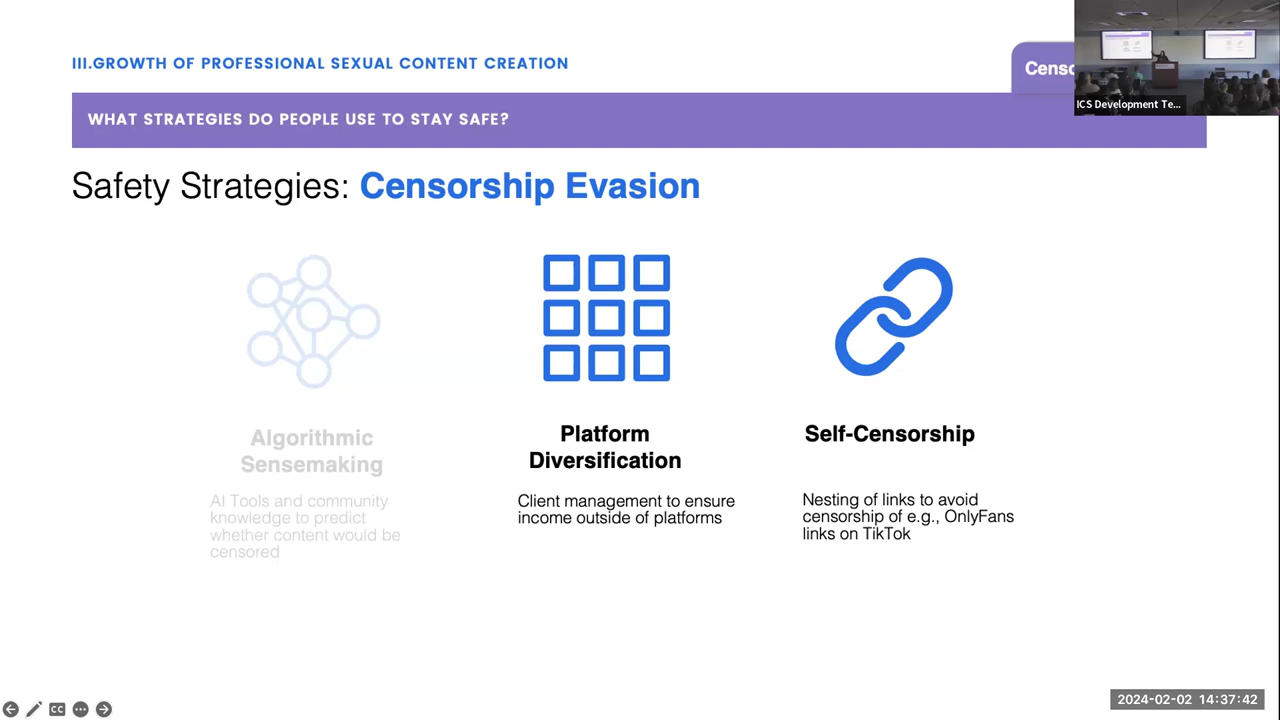 III.GROWTH OF PROFESSIONAL SEXUAL CONTENT CREATION
Censo
ICS Development Te...
WHAT STRATEGIES DO PEOPLE USE TO STAY SAFE?
Safety Strategies: Censorship Evasion
Algorithmic
Sensemaking
AI Tools and community
knowledge to predict
whether content would be
censored
Platform
Diversification
Client management to ensure
income outside of platforms
Self-Censorship
Nesting of links to avoid
censorship of e.g., OnlyFans
links on TikTok
CC
2024-02-02 14:37:42